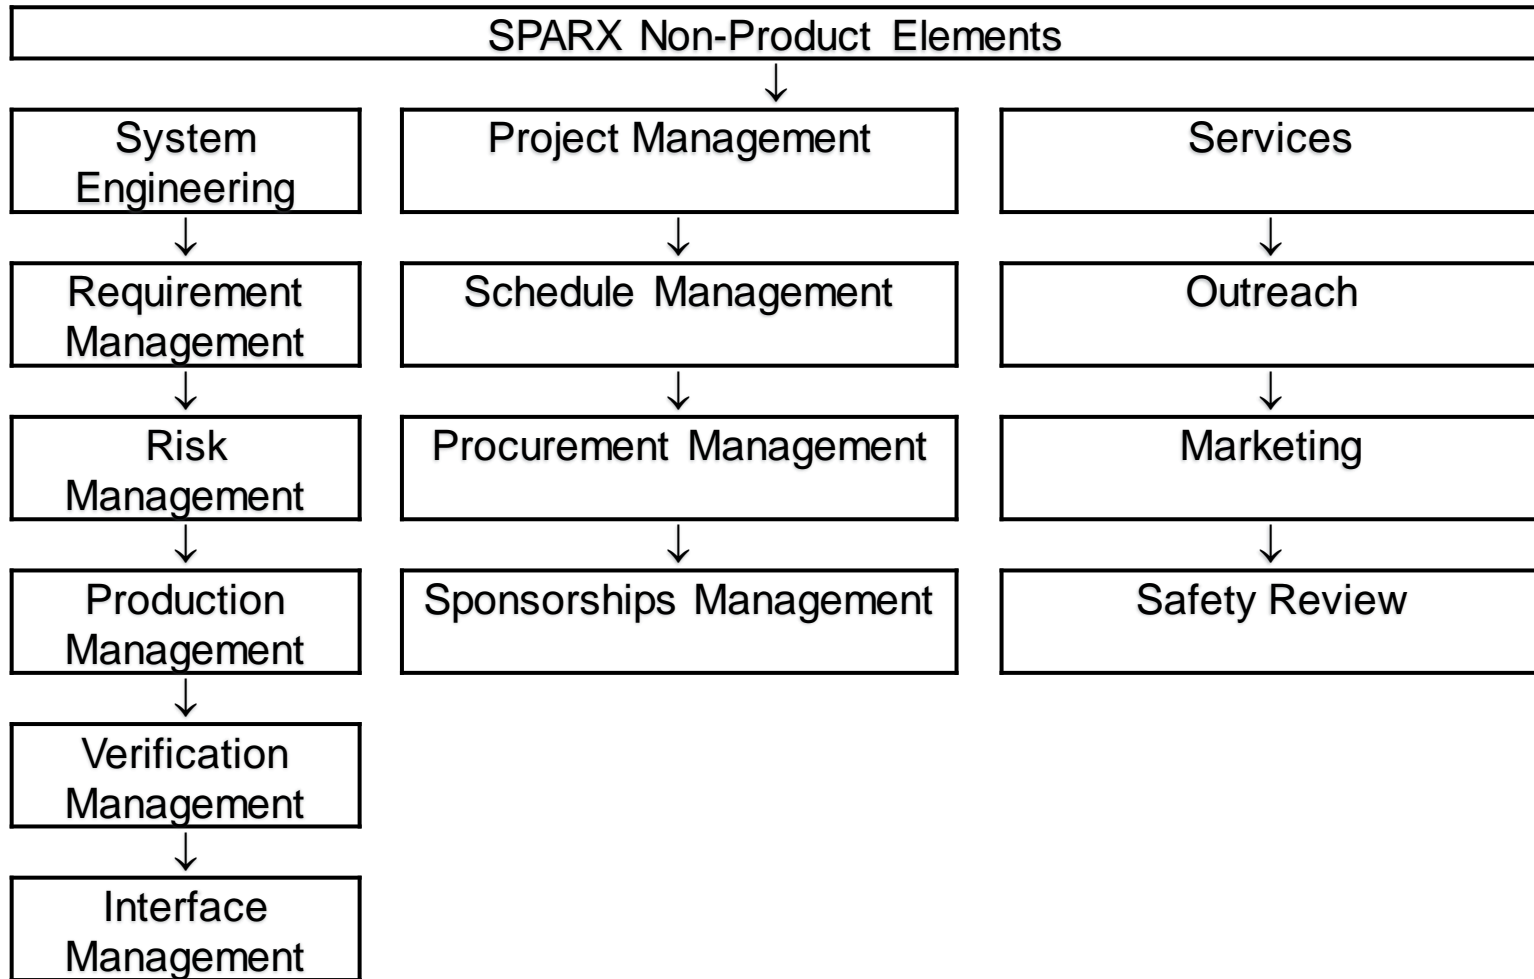 SPARX Non-Product Elements
↓
System
Engineering
Project Management
Services
↓
↓
↓
Requirement
Management
Schedule Management
Outreach
↓
↓
↓
Risk
Management
Procurement Management
Marketing
↓
↓
↓
Production
Management
Sponsorships Management
Safety Review
↓
Verification
Management
↓
Interface
Management